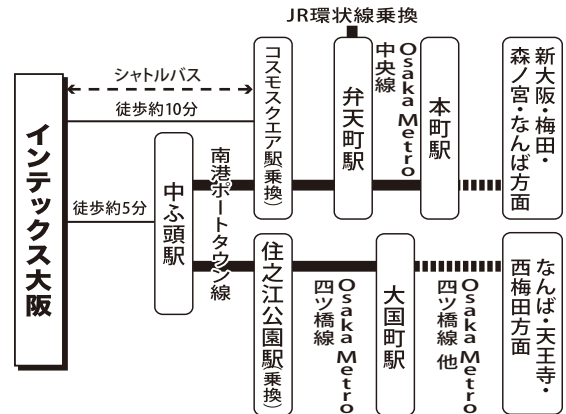 JR環状線乗換
インテックス大阪
シャトルバス
徒歩約10分
徒歩約5分
中ふ頭駅
南港ポートタウン線
コスモスクエア駅(乗換)
弁天町駅
Osaka Metro
中央線
本町駅
新大阪・梅田・
森ノ宮・なんば方面
住之江公園駅(乗換)
Osaka Metro
四ツ橋線
大国町駅
Osaka Metro
四ツ橋線 他
なんば・天王寺・
西梅田方面